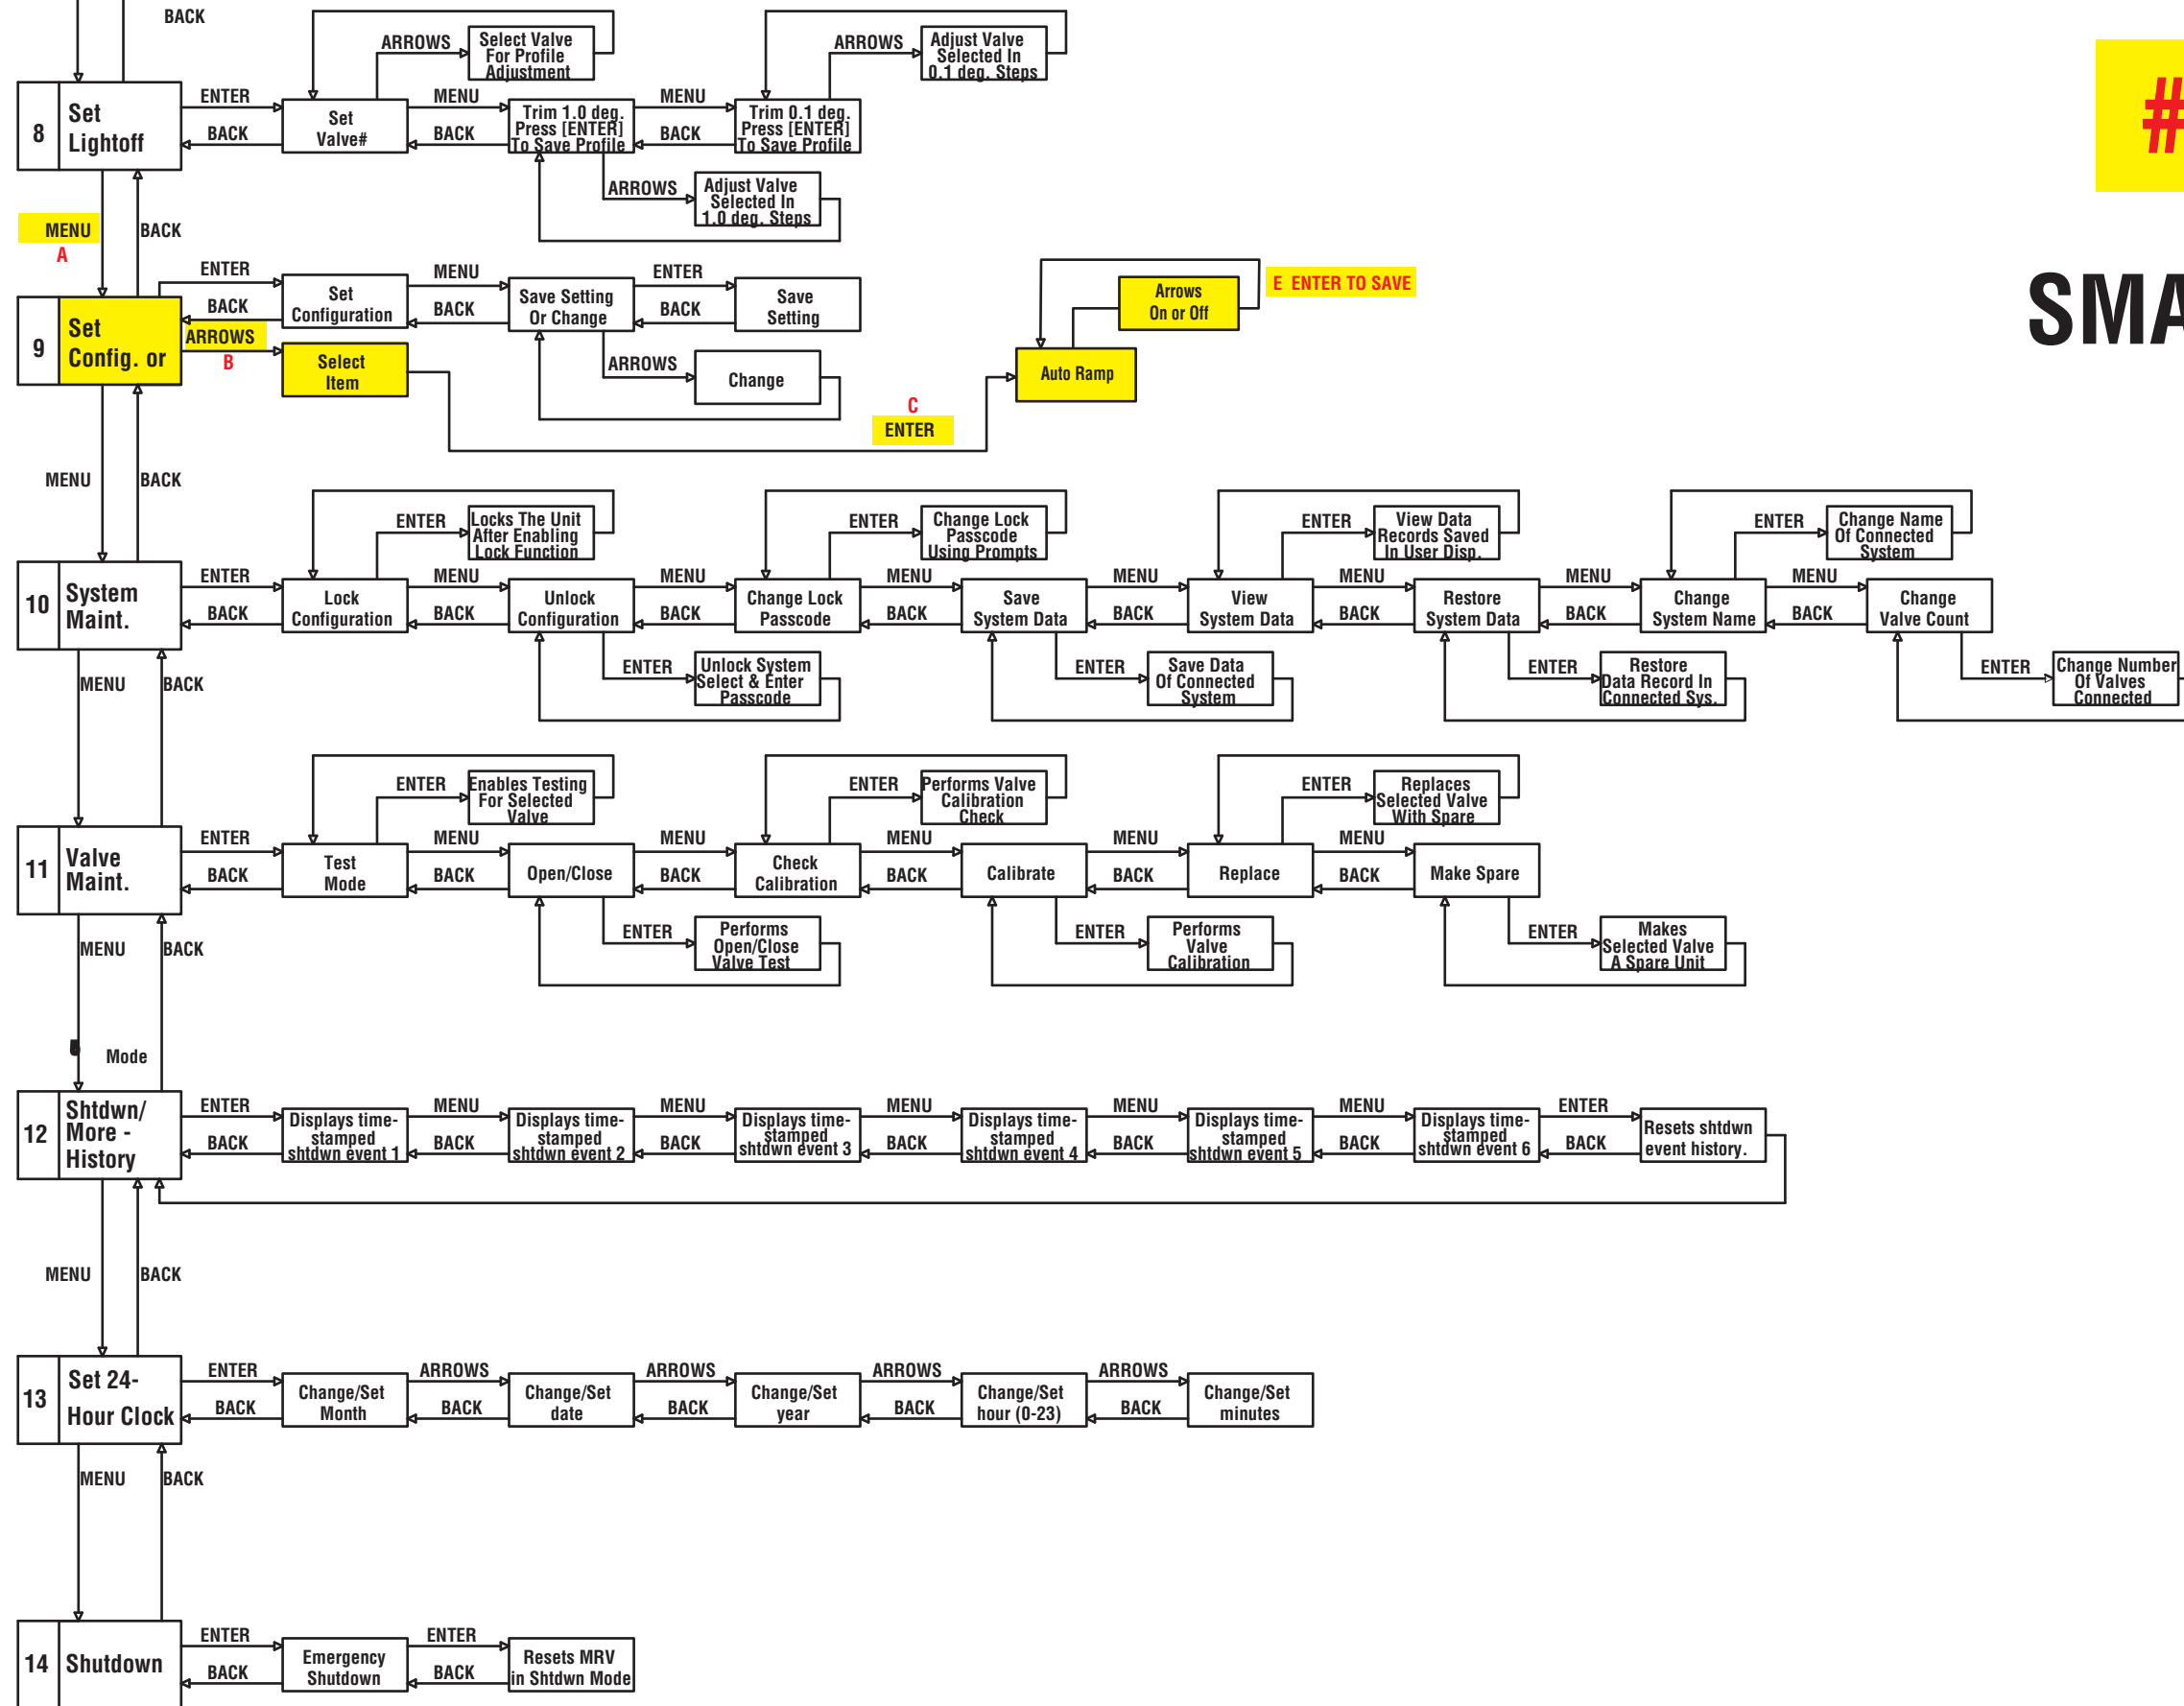 BACK
ARROWS
Select Valve
For Profile
Adjustment
ARROWS
Adjust Valve
Selected In
0.1 deg. Steps
#
8
Set
Lightoff
ENTER
BACK
Set
Valve#
MENU
BACK
Trim 1.0 deg.
Press [ENTER]
To Save Profile
MENU
BACK
Trim 0.1 deg.
Press [ENTER]
To Save Profile
ARROWS
Adjust Valve
Selected In
1.0 deg. Steps
MENU
A
BACK
SMA
9
Set
Config. or
ENTER
BACK
ARROWS
B
Set
Configuration
MENU
BACK
Save Setting
Or Change
ENTER
BACK
Save
Setting
Select
Item
ARROWS
Change
C
ENTER
Auto Ramp
Arrows
On or Off
E ENTER TO SAVE
MENU
BACK
ENTER
Locks The Unit
After Enabling
Lock Function
ENTER
Change Lock
Passcode
Using Prompts
ENTER
View Data
Records Saved
In User Disp.
ENTER
Change Name
Of Connected
System
10
System
Maint.
ENTER
BACK
Lock
Configuration
MENU
BACK
Unlock
Configuration
MENU
BACK
Change Lock
Passcode
MENU
BACK
Save
System Data
MENU
BACK
View
System Data
MENU
BACK
Restore
System Data
MENU
BACK
Change
System Name
MENU
BACK
Change
Valve Count
ENTER
Unlock System
Select & Enter
Passcode
ENTER
Save Data
Of Connected
System
ENTER
Restore
Data Record In
Connected Sys.
ENTER
Change Number
Of Valves
Connected
MENU
BACK
ENTER
Enables Testing
For Selected
Valve
ENTER
Performs Valve
Calibration
Check
ENTER
Replaces
Selected Valve
With Spare
11
Valve
Maint.
ENTER
BACK
Test
Mode
MENU
BACK
Open/Close
MENU
BACK
Check
Calibration
MENU
BACK
Calibrate
MENU
BACK
Replace
MENU
BACK
Make Spare
ENTER
Performs
Open/Close
Valve Test
ENTER
Performs
Valve
Calibration
ENTER
Makes
Selected Valve
A Spare Unit
MENU
BACK
Mode
12
Shtdwn/
More -
History
ENTER
BACK
Displays time-
stamped
shtdwn event 1
MENU
BACK
Displays time-
stamped
shtdwn event 2
MENU
BACK
Displays time-
stamped
shtdwn event 3
MENU
BACK
Displays time-
stamped
shtdwn event 4
MENU
BACK
Displays time-
stamped
shtdwn event 5
MENU
BACK
Displays time-
stamped
shtdwn event 6
ENTER
BACK
Resets shtdwn
event history.
MENU
BACK
13
Set 24-
Hour Clock
ENTER
BACK
Change/Set
Month
ARROWS
BACK
Change/Set
date
ARROWS
BACK
Change/Set
year
ARROWS
BACK
Change/Set
hour (0-23)
ARROWS
BACK
Change/Set
minutes
MENU
BACK
14
Shutdown
ENTER
BACK
Emergency
Shutdown
ENTER
BACK
Resets MRV
in Shtdwn Mode